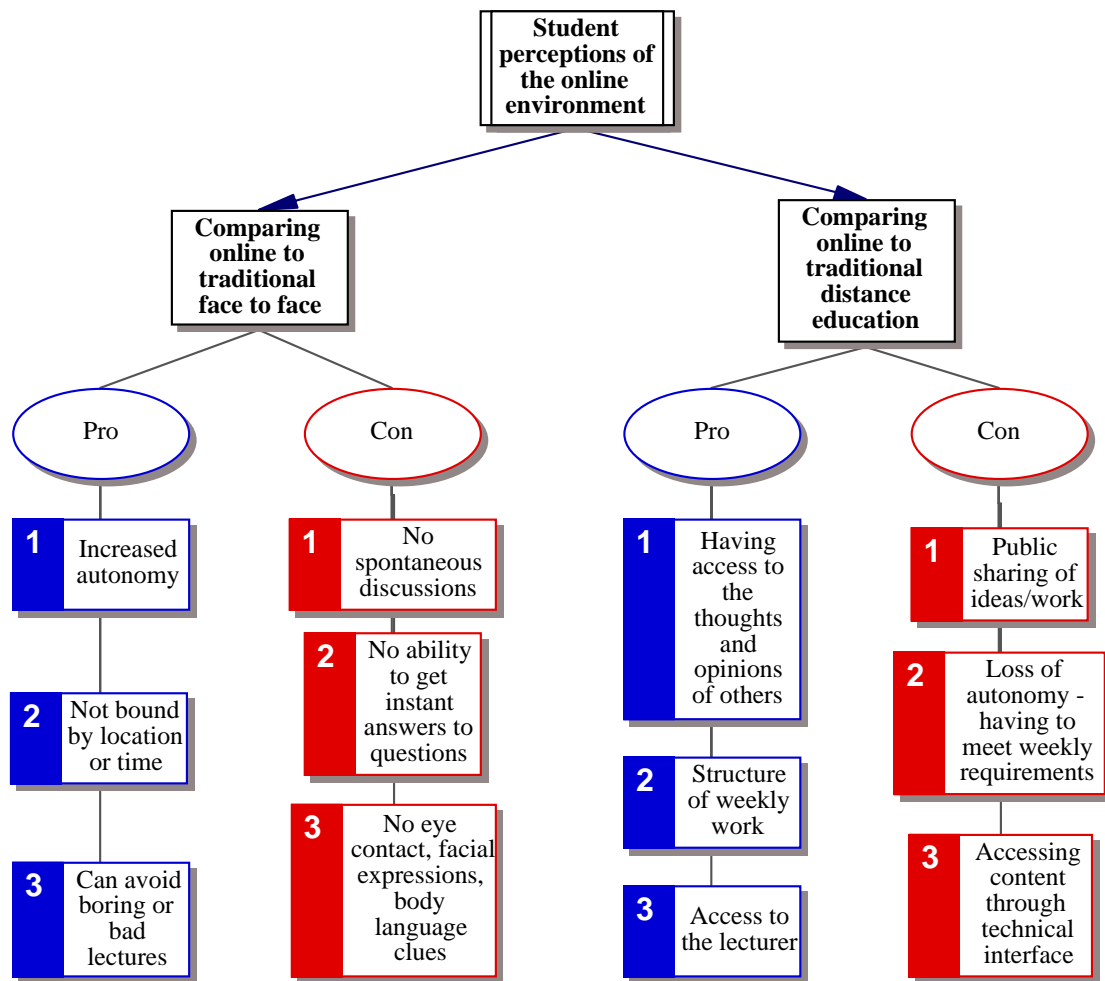 Student
perceptions of
the online
environment
Comparing
online to
traditional
face to face
Comparing
online to
traditional
distance
education
Pro
Con
Pro
Con
1
Increased
autonomy
2
Not bound
by location
or time
3
Can avoid
boring or
bad
lectures
1
No
spontaneous
discussions
2
No ability
to get
instant
answers to
questions
3
No eye
contact, facial
expressions,
body
language
clues
1
Having
access to
the
thoughts
and
opinions
of others
2
Structure
of weekly
work
3
Access to
the lecturer
1
Public
sharing of
ideas/work
2
Loss of
autonomy -
having to
meet weekly
requirements
3
Accessing
content
through
technical
interface